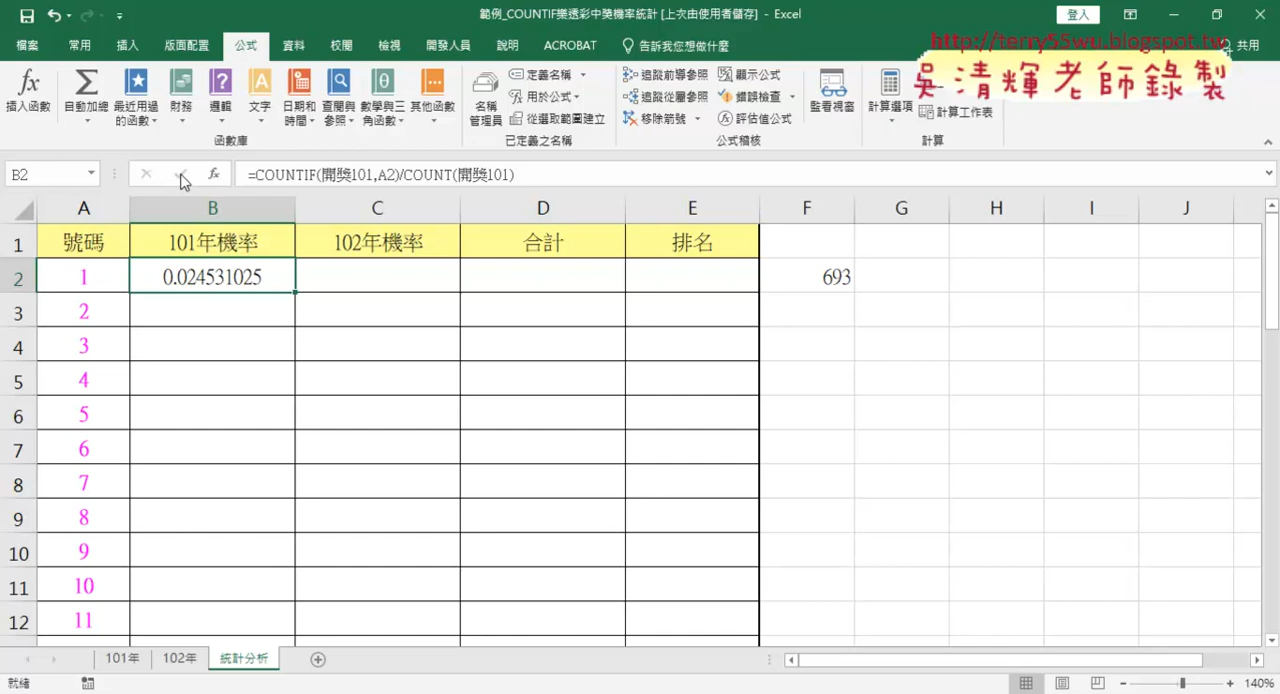 範例_COUNTIF樂透彩中獎機率統計 [上次由使用者儲存] - Excel
登入
檔案 常用 插入 版面配置 公式 資料 校閱 檢視 開發人員 說明 ACROBAT 告訴我您想做什麼 共用
http://terry55wu.blogspot.tw
吳清輝老師錄製
插入函數 自動加總 最近用過的函數 財務 邏輯 文字 日期和時間 查閱與參照 數學與三角函數 其他函數
名稱管理員 定義名稱 用於公式 從選取範圍建立
追蹤前導參照 追蹤從屬參照 移除箭號 顯示公式 錯誤檢查 評估值公式
監看視窗 計算選項 計算工作表
函數庫 已定義之名稱 公式稽核 計算
B2 fx =COUNTIF(開獎101,A2)/COUNT(開獎101)
A B C D E F G H I J
1 號碼 101年機率 102年機率 合計 排名
2 1 0.024531025 693
3 2
4 3
5 4
6 5
7 6
8 7
9 8
10 9
11 10
12 11
101年 102年 統計分析
就緒 140%